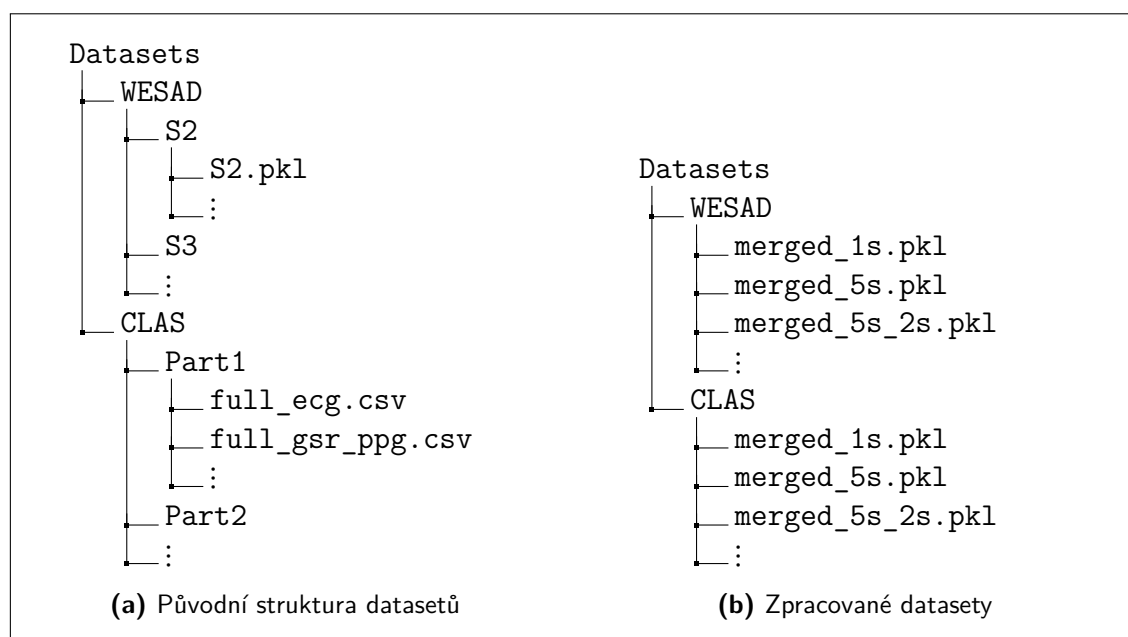 Datasets
WESAD
S2
S2.pkl
⋮
S3
⋮
CLAS
Part1
full_ecg.csv
full_gsr_ppg.csv
⋮
Part2
⋮
(a) Původní struktura datasetů
Datasets
WESAD
merged_1s.pkl
merged_5s.pkl
merged_5s_2s.pkl
⋮
CLAS
merged_1s.pkl
merged_5s.pkl
merged_5s_2s.pkl
⋮
(b) Zpracované datasety